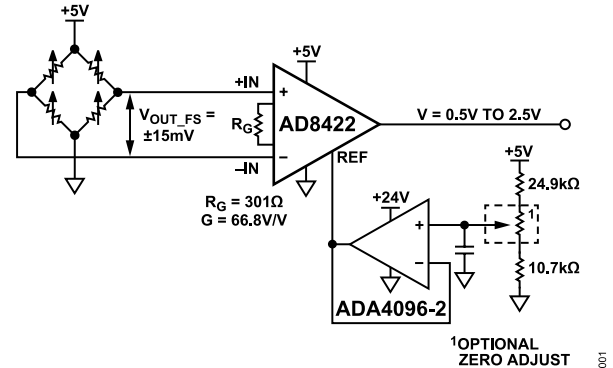 +5V
+5V
+IN
+
V_OUT_FS =
±15mV
R_G
AD8422
V = 0.5V TO 2.5V
–
–IN
REF
+5V
R_G = 301Ω
G = 66.8V/V
24.9kΩ
+24V
1
+
–
10.7kΩ
ADA4096-2
¹OPTIONAL
ZERO ADJUST
001